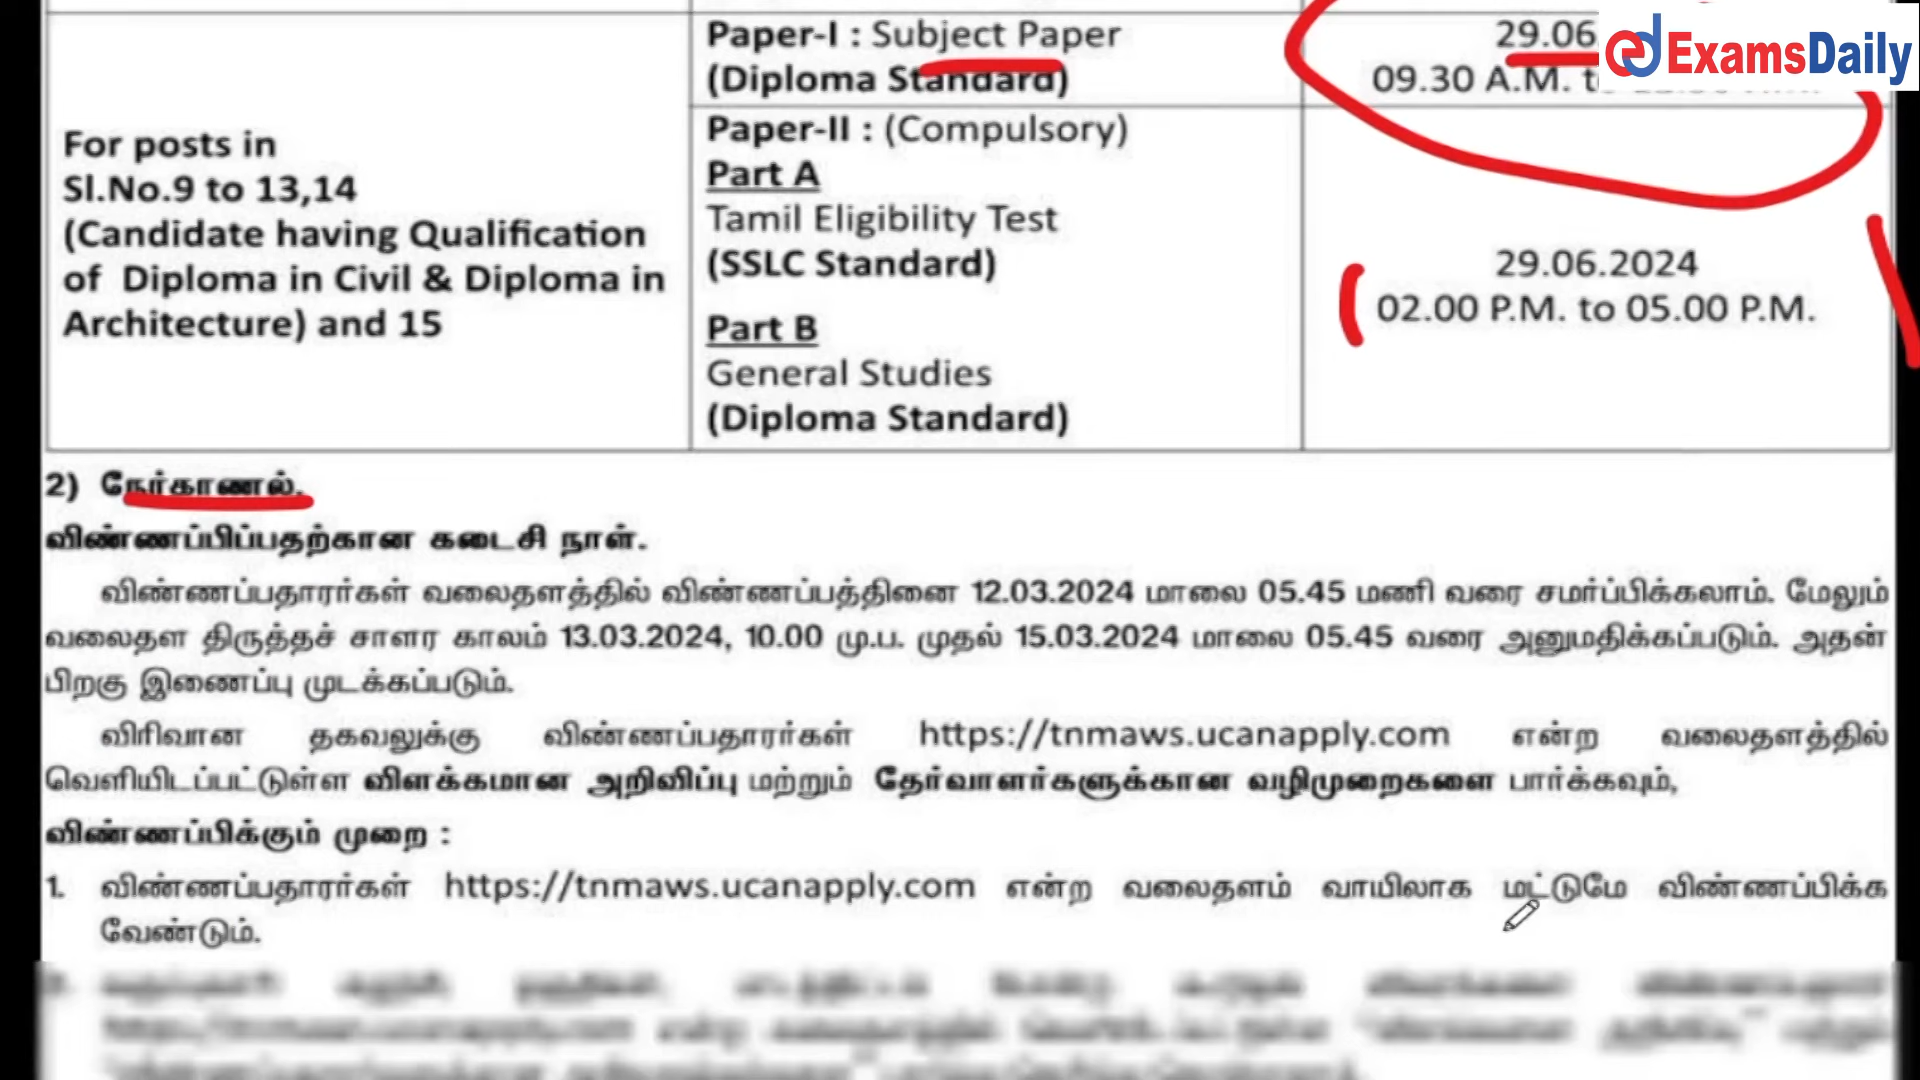 Paper-I : Subject Paper
(Diploma Standard)
29.06
09.30 A.M.
ExamsDaily
For posts in
Sl.No.9 to 13,14
(Candidate having Qualification
of Diploma in Civil & Diploma in
Architecture) and 15
Paper-II : (Compulsory)
Part A
Tamil Eligibility Test
(SSLC Standard)
Part B
General Studies
(Diploma Standard)
29.06.2024
02.00 P.M. to 05.00 P.M.
2) நேர்காணல்.
விண்ணப்பிப்பதற்கான கடைசி நாள்.
விண்ணப்பதாரர்கள் வலைதளத்தில் விண்ணப்பத்தினை 12.03.2024 மாலை 05.45 மணி வரை சமர்ப்பிக்கலாம். மேலும்
வலைதள திருத்தச் சாளர காலம் 13.03.2024, 10.00 மு.ப. முதல் 15.03.2024 மாலை 05.45 வரை அனுமதிக்கப்படும். அதன்
பிறகு இணைப்பு முடக்கப்படும்.
விரிவான தகவலுக்கு விண்ணப்பதாரர்கள் https://tnmaws.ucanapply.com என்ற வலைதளத்தில்
வெளியிடப்பட்டுள்ள விளக்கமான அறிவிப்பு மற்றும் தேர்வாளர்களுக்கான வழிமுறைகளை பார்க்கவும்,
விண்ணப்பிக்கும் முறை :
1. விண்ணப்பதாரர்கள் https://tnmaws.ucanapply.com என்ற வலைதளம் வாயிலாக மட்டுமே விண்ணப்பிக்க
வேண்டும்.